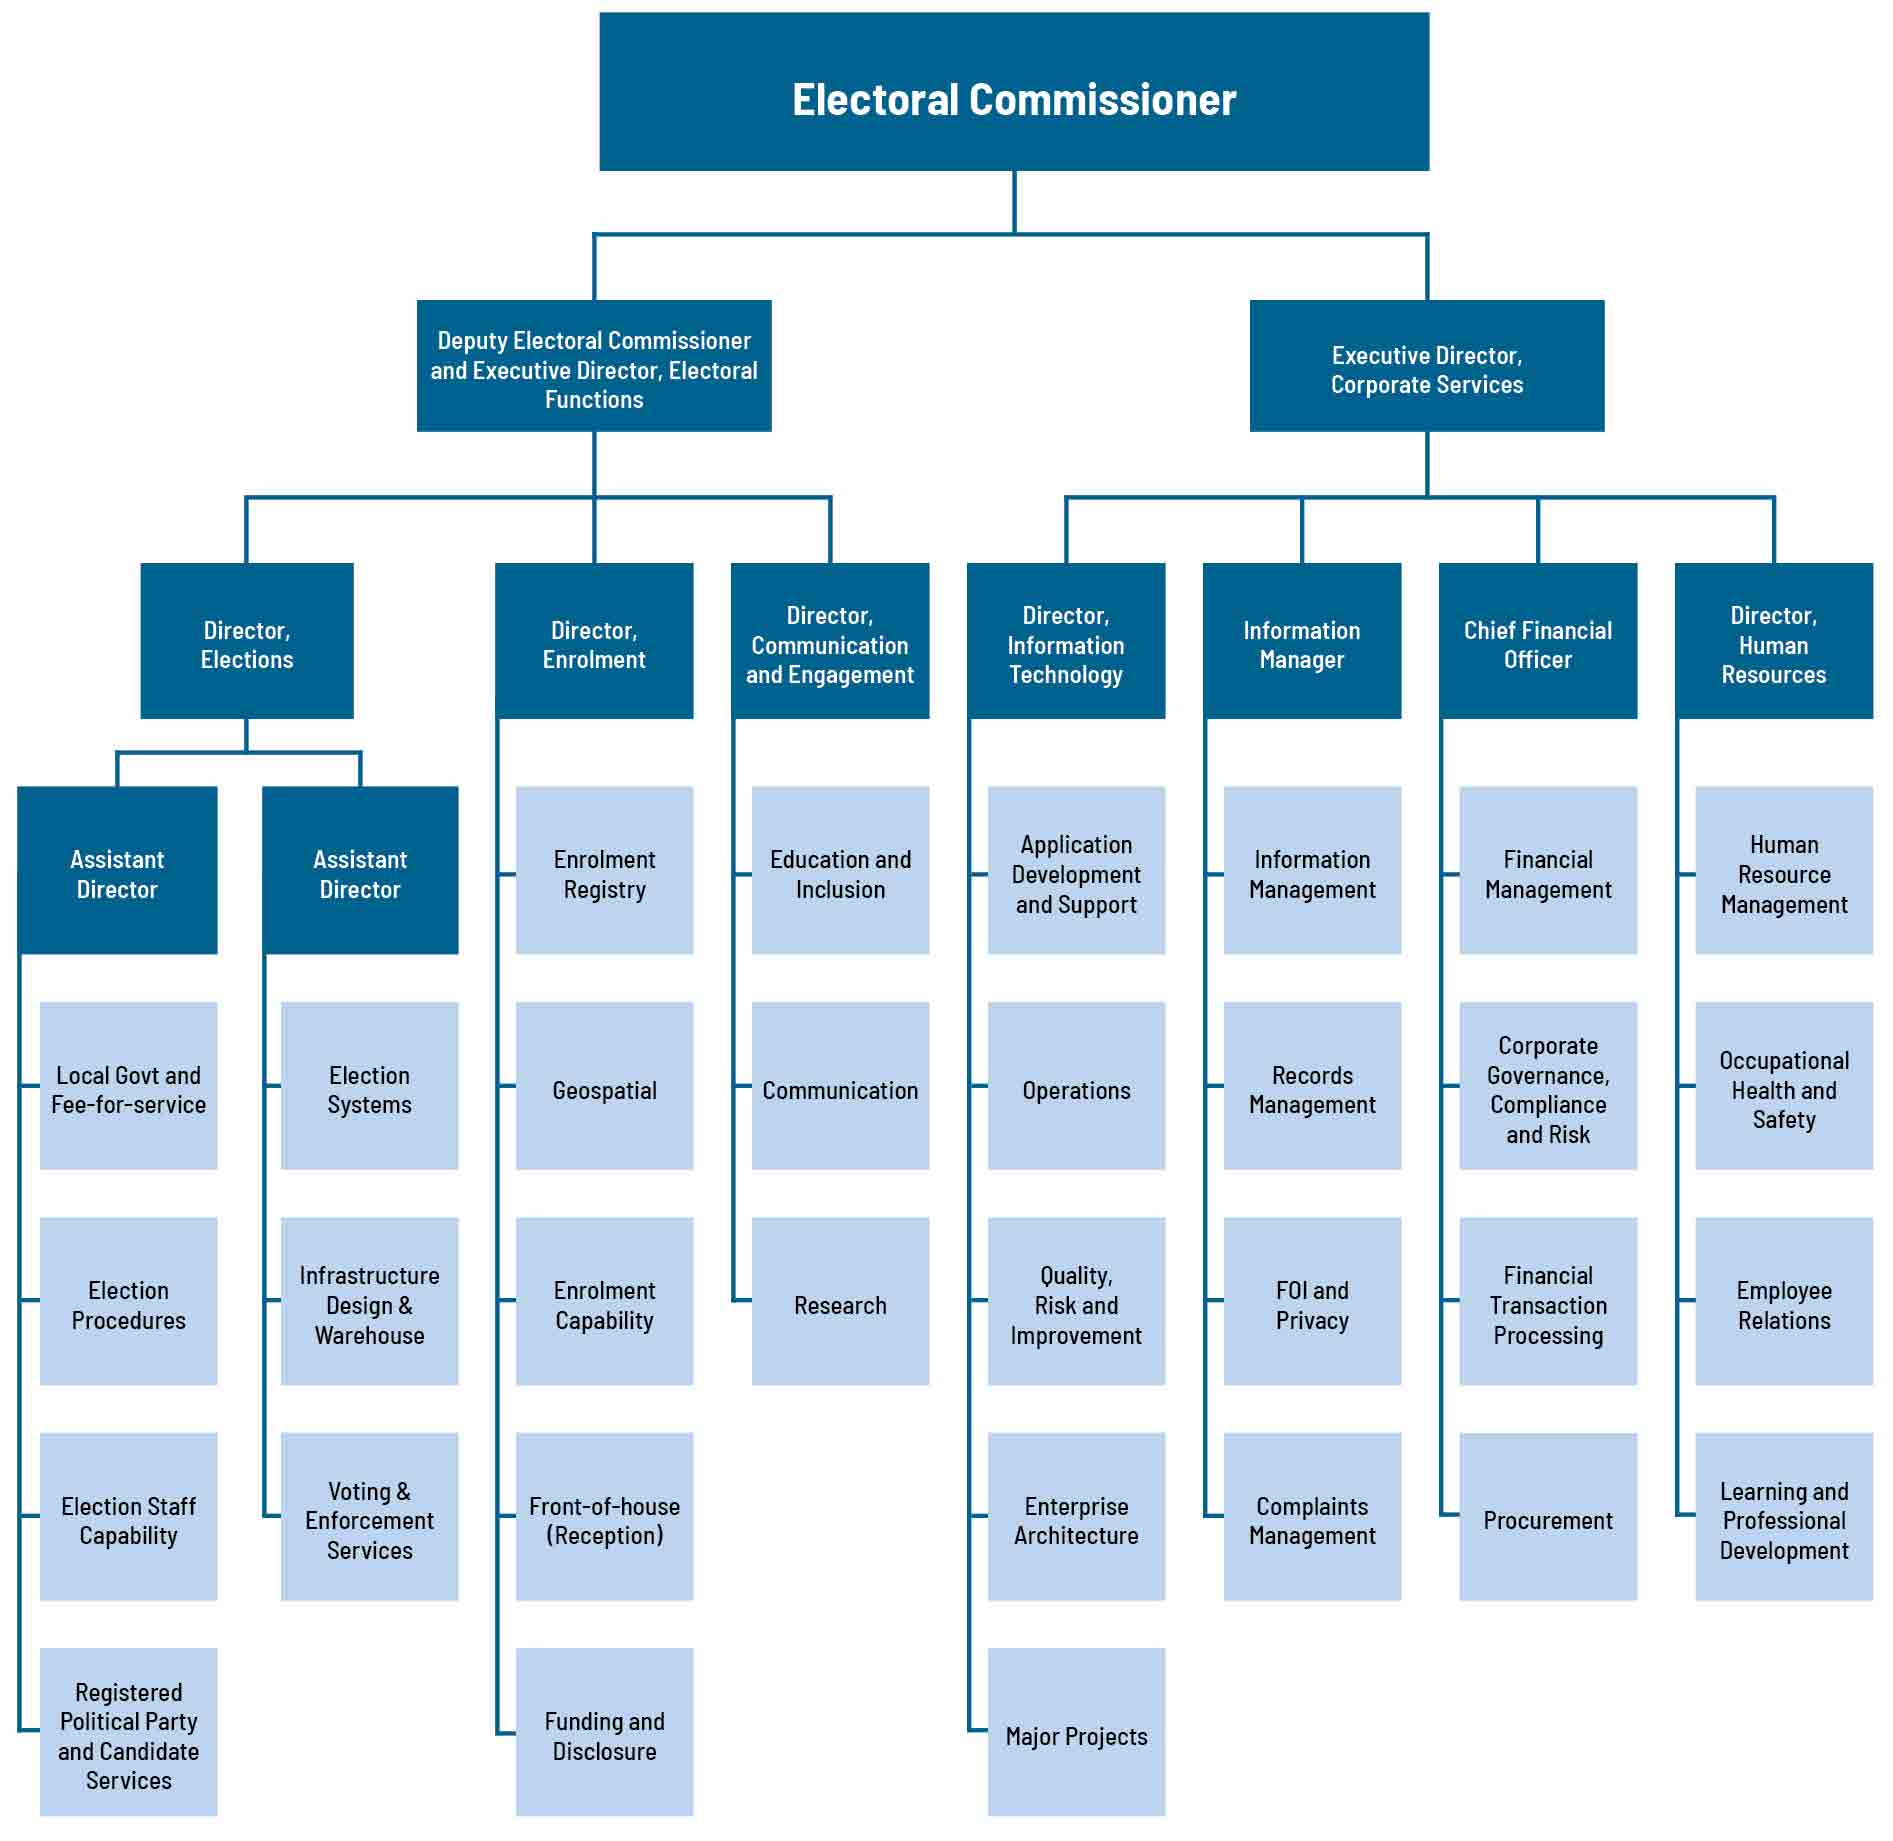 Electoral Commissioner
Deputy Electoral Commissioner
and Executive Director, Electoral
Functions
Executive Director,
Corporate Services
Director,
Elections
Director,
Enrolment
Director,
Communication
and Engagement
Director,
Information
Technology
Information
Manager
Chief Financial
Officer
Director,
Human
Resources
Assistant
Director
Assistant
Director
Enrolment
Registry
Education and
Inclusion
Application
Development
and Support
Information
Management
Financial
Management
Human
Resource
Management
Local Govt and
Fee-for-service
Election
Systems
Geospatial
Communication
Operations
Records
Management
Corporate
Governance,
Compliance
and Risk
Occupational
Health and
Safety
Election
Procedures
Infrastructure
Design &
Warehouse
Enrolment
Capability
Research
Quality,
Risk and
Improvement
FOI and
Privacy
Financial
Transaction
Processing
Employee
Relations
Election Staff
Capability
Voting &
Enforcement
Services
Front-of-house
(Reception)
Enterprise
Architecture
Complaints
Management
Procurement
Learning and
Professional
Development
Registered
Political Party
and Candidate
Services
Funding and
Disclosure
Major Projects